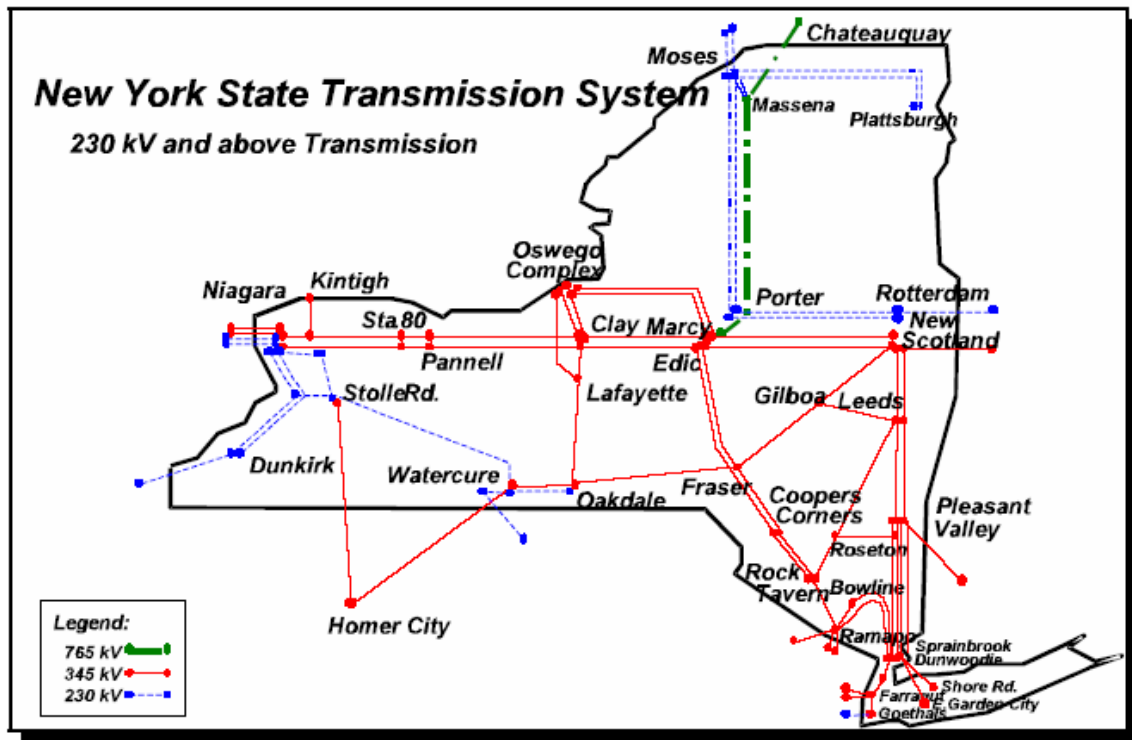 Chateauquay
Moses
New York State Transmission System
Massena
Plattsburgh
230 kV and above Transmission
Oswego
Complex
Kintigh
Niagara
Porter
Rotterdam
Sta80
Clay
Marcy
New
Scotland
Pannell
Edic
Lafayette
Gilboa
Leeds
StolleRd.
Dunkirk
Watercure
Oakdale
Fraser
Coopers
Corners
Pleasant
Valley
Roseton
Rock
Tavern
Bowline
Homer City
Ramapo
Sprainbrook
Dunwoodie
Shore Rd.
Farragut
E Garden City
Goethals
Legend:
765 kV
345 kV
230 kV